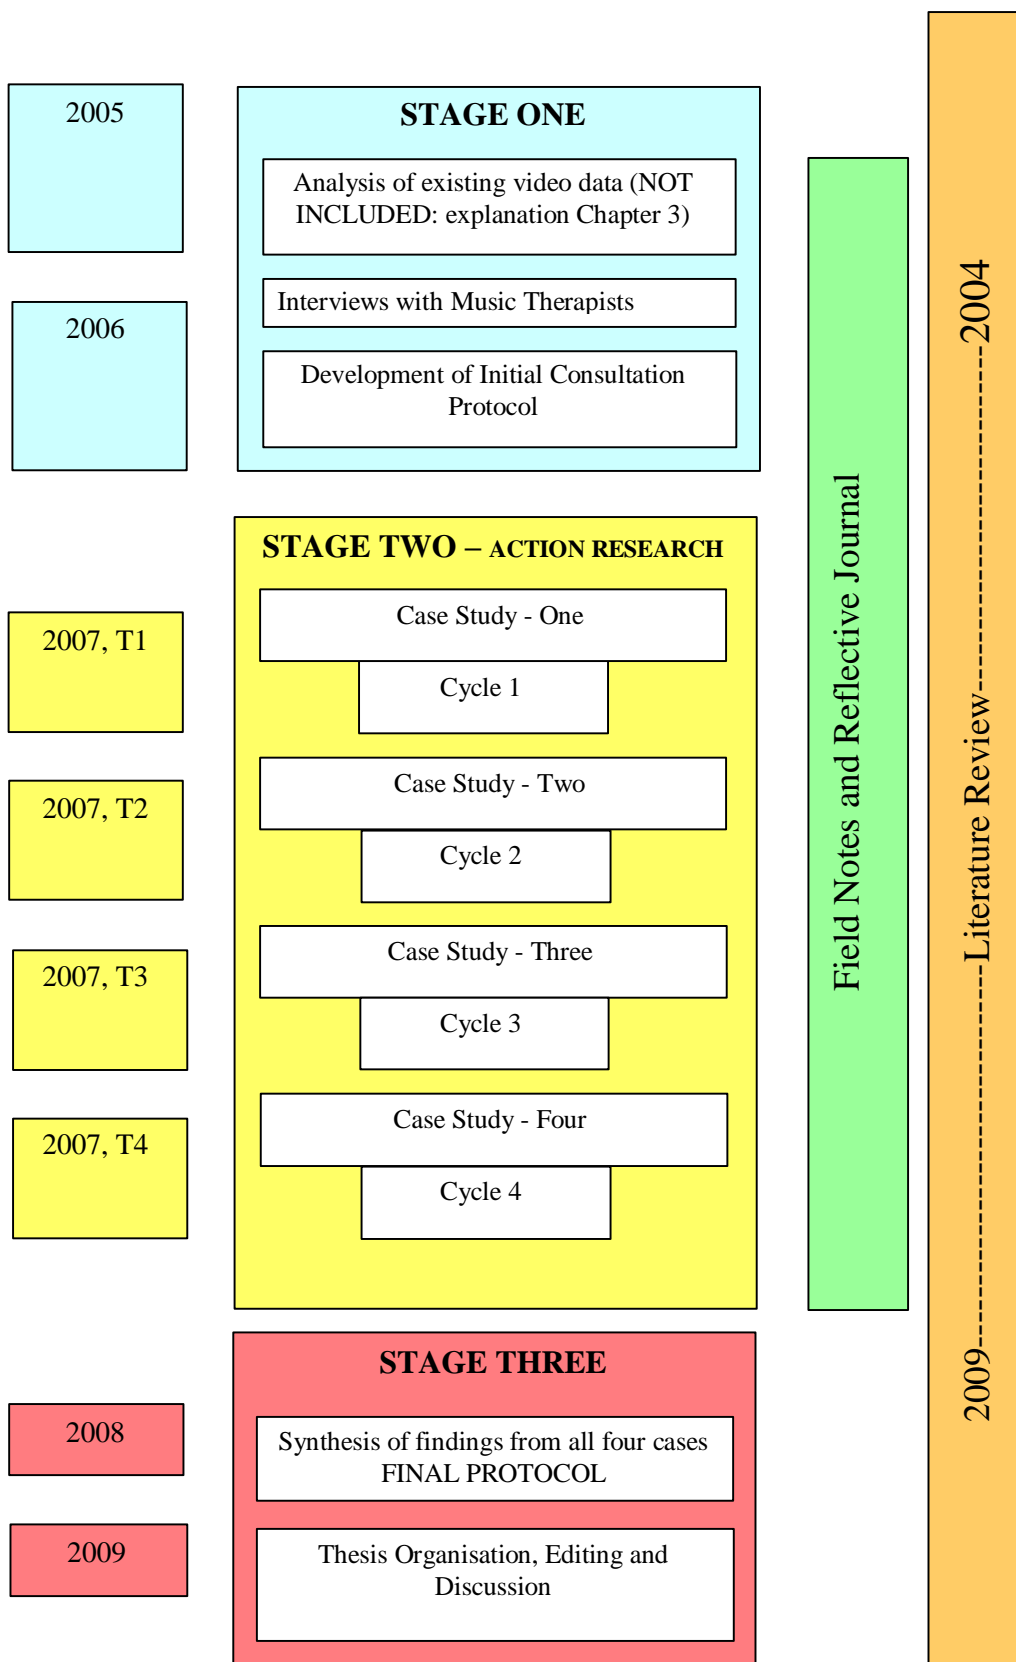 2005
STAGE ONE
Analysis of existing video data (NOT
INCLUDED: explanation Chapter 3)
Interviews with Music Therapists
2006
Development of Initial Consultation
Protocol
STAGE TWO – ACTION RESEARCH
2007, T1
Case Study - One
Cycle 1
2007, T2
Case Study - Two
Cycle 2
2007, T3
Case Study - Three
Cycle 3
2007, T4
Case Study - Four
Cycle 4
STAGE THREE
2008
Synthesis of findings from all four cases
FINAL PROTOCOL
2009
Thesis Organisation, Editing and
Discussion
Field Notes and Reflective Journal
2009-----------------------------------Literature Review----------------------2004